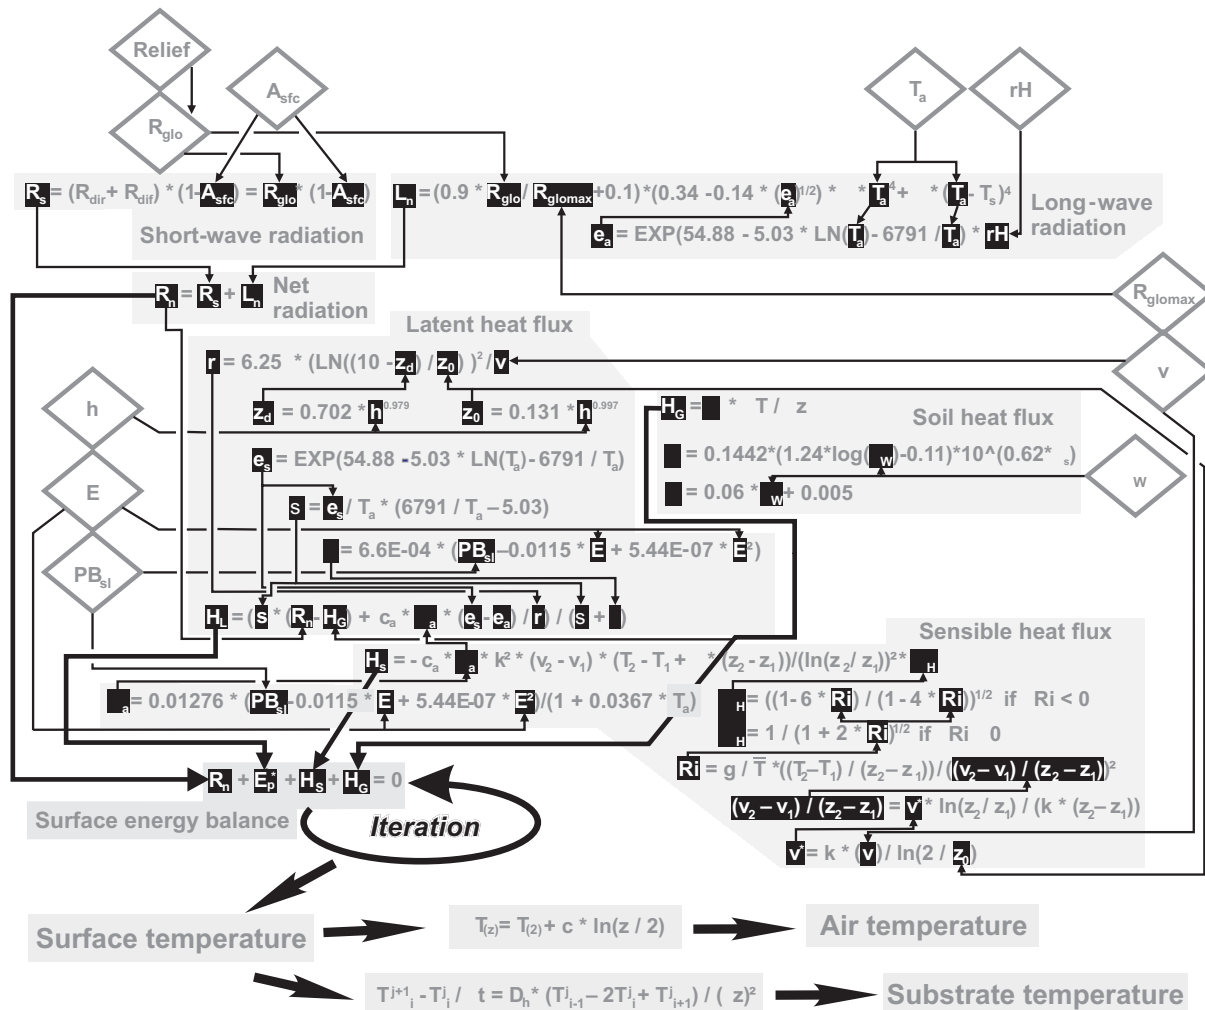 Relief
A_sfc
T_a
rH
R_glo
R_s = (R_dir + R_dif) * (1-A_sfc) = R_glo * (1-A_sfc)
Short-wave radiation
L_n = (0.9 * R_glo / R_glomax +0.1)*(0.34 -0.14 * (e_a)^1/2) * * T_a^4 + * (T_a - T_s)^4
e_a = EXP(54.88 - 5.03 * LN(T_a) - 6791 / T_a) * rH
Long-wave
radiation
R_n = R_s + L_n
Net
radiation
R_glomax
v
Latent heat flux
r = 6.25 * (LN((10 - z_d) / z_0) )^2 / v
z_d = 0.702 * h^0.979
z_0 = 0.131 * h^0.997
h
E
PB_sl
e_s = EXP(54.88 -5.03 * LN(T_a) - 6791 / T_a)
s = e_s / T_a * (6791 / T_a – 5.03)
= 6.6E-04 * (PB_sl -0.0115 * E + 5.44E-07 * E²)
H_L = (s * (R_n - H_G) + c_a * _a * (e_s - e_a) / r) / (s + )
H_G = * T / z
Soil heat flux
= 0.1442*(1.24*log( w)-0.11)*10^(0.62* _s)
= 0.06 * w + 0.005
w
Sensible heat flux
H_s = - c_a * _a * k² * (v_2 - v_1) * (T_2 - T_1 + * (z_2 - z_1))/(ln(z_2 / z_1))² * _H
_a = 0.01276 * (PB_sl -0.0115 * E + 5.44E-07 * E²)/(1 + 0.0367 * T_a)
_H = ((1- 6 * Ri) / (1 - 4 * Ri))^1/2 if Ri < 0
_H = 1 / (1 + 2 * Ri)^1/2 if Ri 0
Ri = g / T̅ *((T_2 – T_1) / (z_2 – z_1)) / ((v_2 – v_1) / (z_2 – z_1))²
(v_2 – v_1) / (z_2 – z_1) = v* * ln(z_2 / z_1) / (k * (z_2 – z_1))
v* = k * (v) / ln(2 / z_0)
R_n + E_p^* + H_S + H_G = 0
Surface energy balance
Iteration
Surface temperature
T_(z) = T_(2) + c * ln(z / 2)
Air temperature
T^j+1_i - T^j_i / t = D_h * (T^j_i-1 – 2T^j_i + T^j_i+1) / ( z)²
Substrate temperature